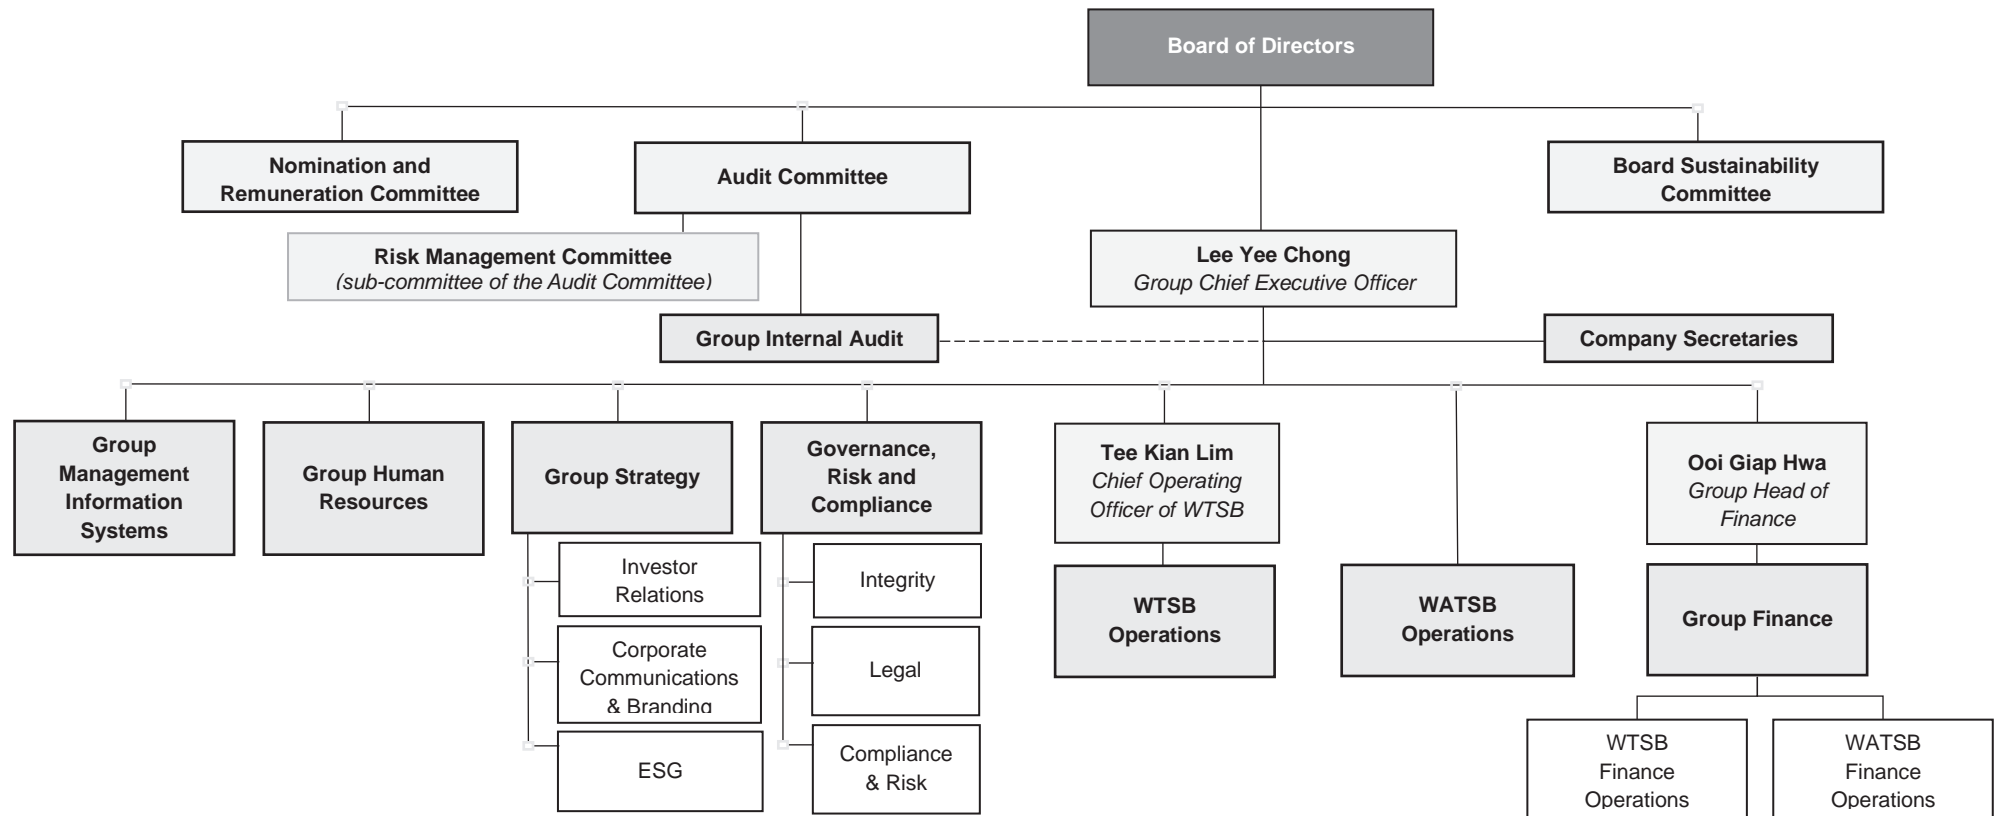 Board of Directors
Nomination and
Remuneration Committee
Audit Committee
Board Sustainability
Committee
Risk Management Committee
(sub-committee of the Audit Committee)
Lee Yee Chong
Group Chief Executive Officer
Group Internal Audit
Company Secretaries
Group
Management
Information
Systems
Group Human
Resources
Group Strategy
Governance,
Risk and
Compliance
Tee Kian Lim
Chief Operating
Officer of WTSB
Ooi Giap Hwa
Group Head of
Finance
Investor
Relations
Corporate
Communications
& Branding
ESG
Integrity
Legal
Compliance
& Risk
WTSB
Operations
WATSB
Operations
Group Finance
WTSB
Finance
Operations
WATSB
Finance
Operations